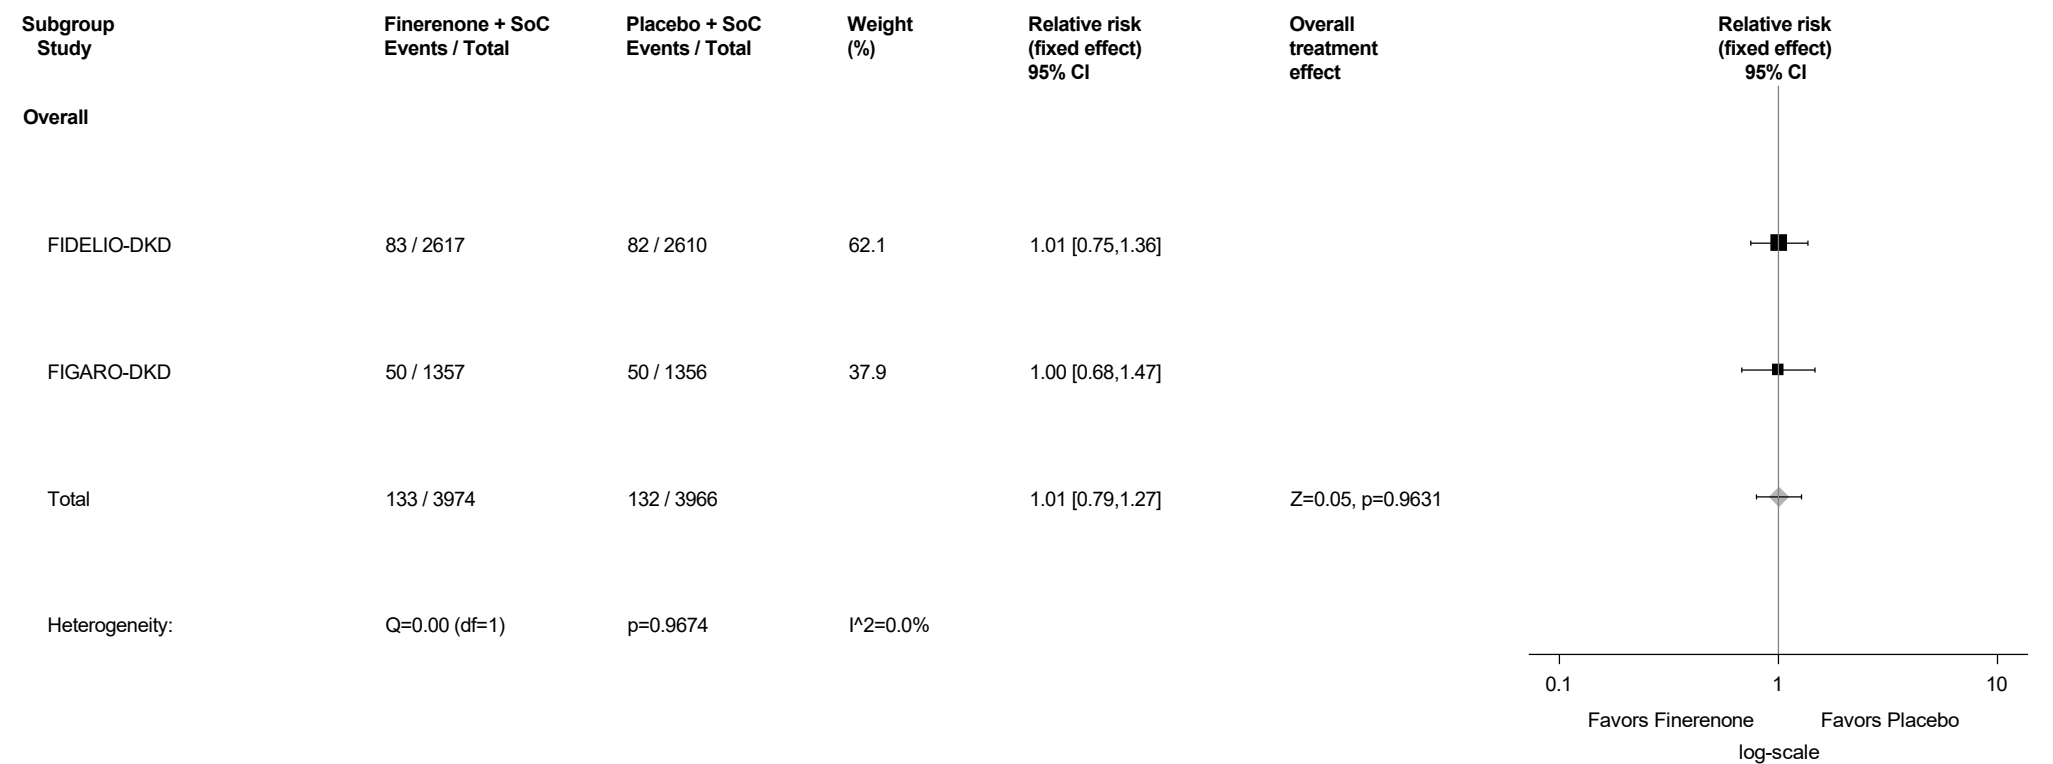 Subgroup Finerenone + SoC Placebo + SoC Weight Relative risk Overall Relative risk
Study Events / Total Events / Total (%) (fixed effect) treatment (fixed effect)
95% CI effect 95% CI
Overall
FIDELIO-DKD 83 / 2617 82 / 2610 62.1 1.01 [0.75,1.36]
FIGARO-DKD 50 / 1357 50 / 1356 37.9 1.00 [0.68,1.47]
Total 133 / 3974 132 / 3966 1.01 [0.79,1.27] Z=0.05, p=0.9631
Heterogeneity: Q=0.00 (df=1) p=0.9674 I^2=0.0%
0.1 1 10
Favors Finerenone Favors Placebo
log-scale